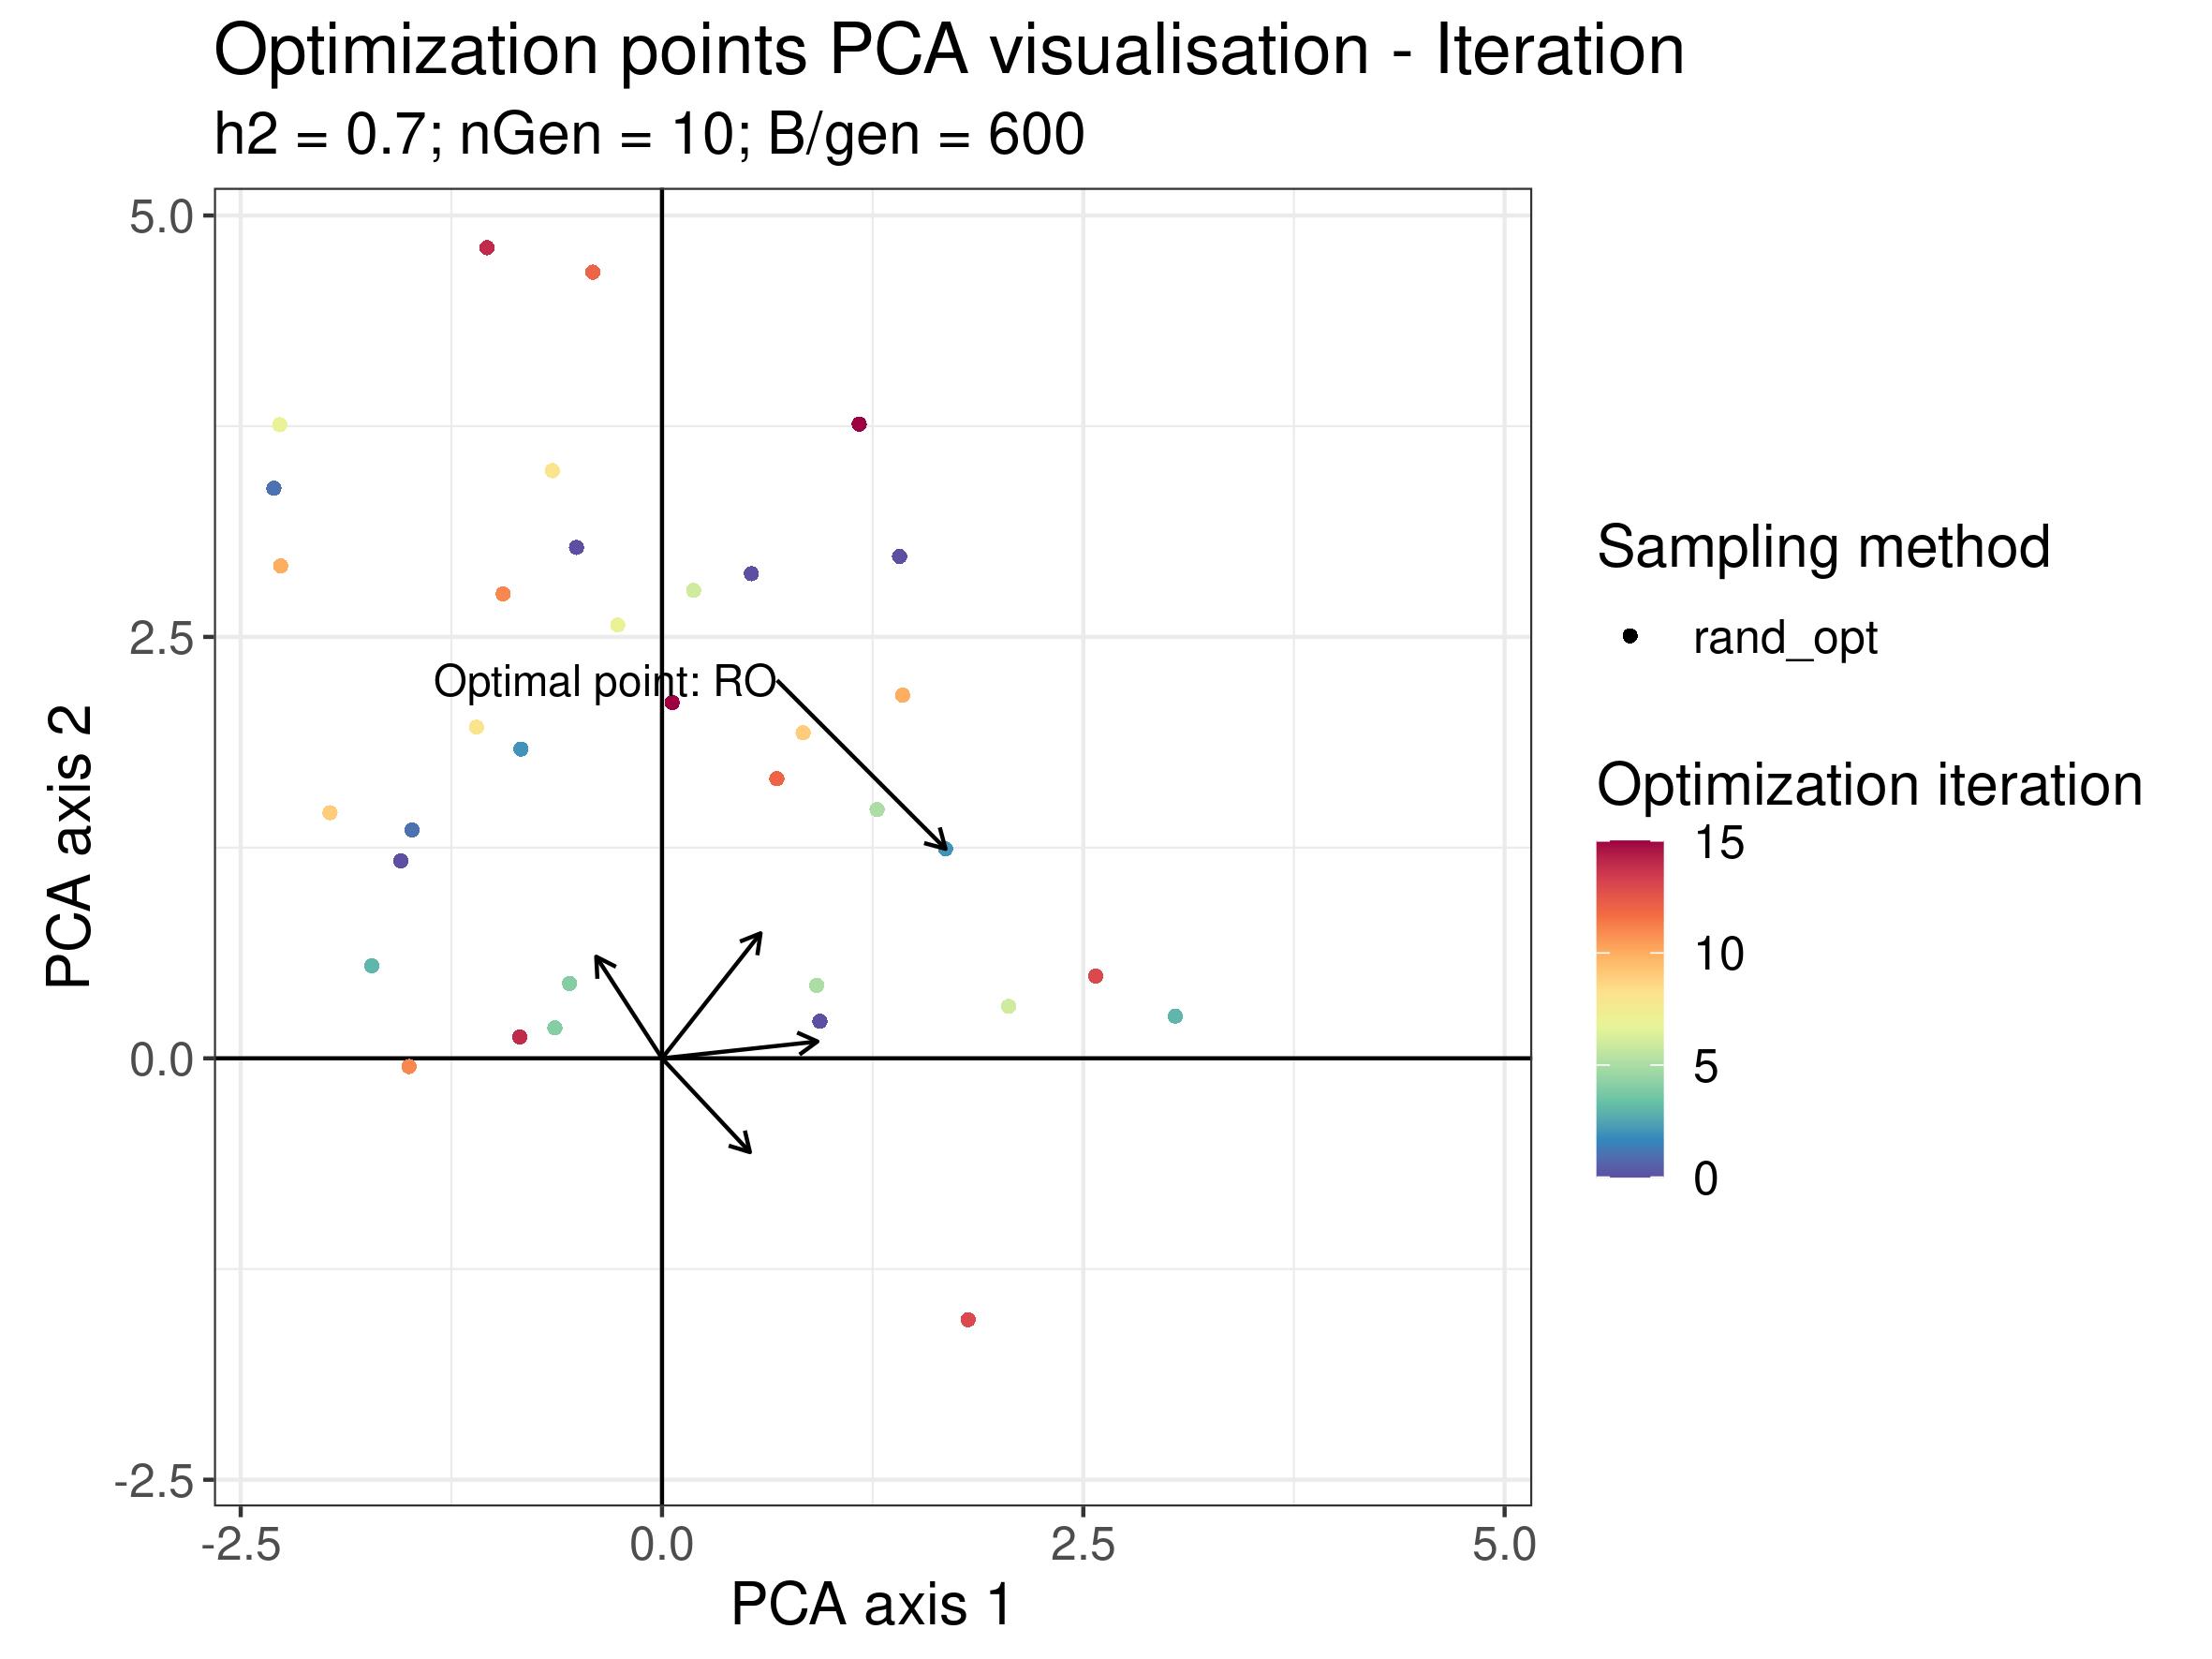 Optimization points PCA visualisation - Iteration
h2 = 0.7; nGen = 10; B/gen = 600
5.0
2.5
0.0
-2.5
PCA axis 2
Optimal point: RO
-2.5
0.0
2.5
5.0
PCA axis 1
Sampling method
rand_opt
Optimization iteration
15
10
5
0